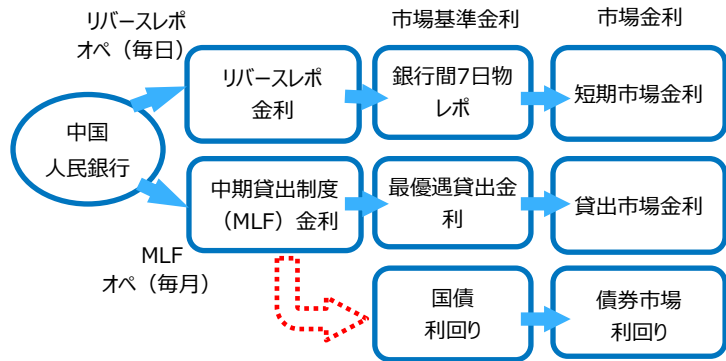 リバースレポ
オペ（毎日）
市場基準金利
市場金利
リバースレポ
金利
銀行間7日物
レポ
短期市場金利
中国
人民銀行
中期貸出制度
（MLF）金利
最優遇貸出金
利
貸出市場金利
MLF
オペ（毎月）
国債
利回り
債券市場
利回り